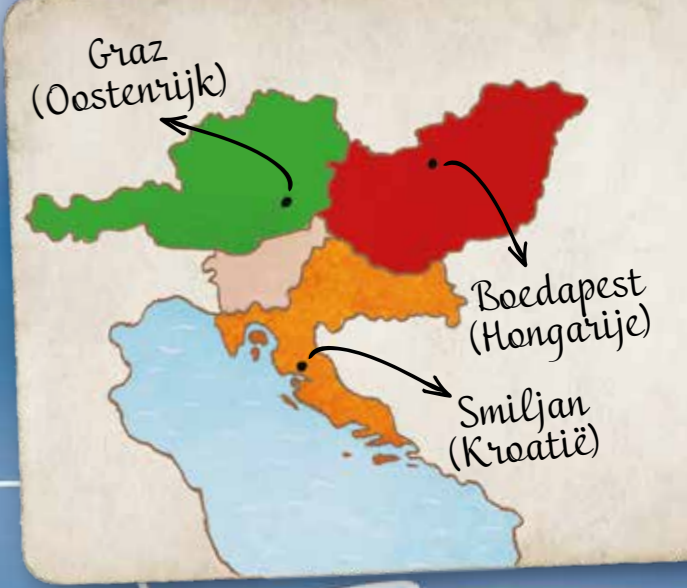 Graz
(Oostenrijk)
Boedapest
(Hongarije)
Smiljan
(Kroatië)